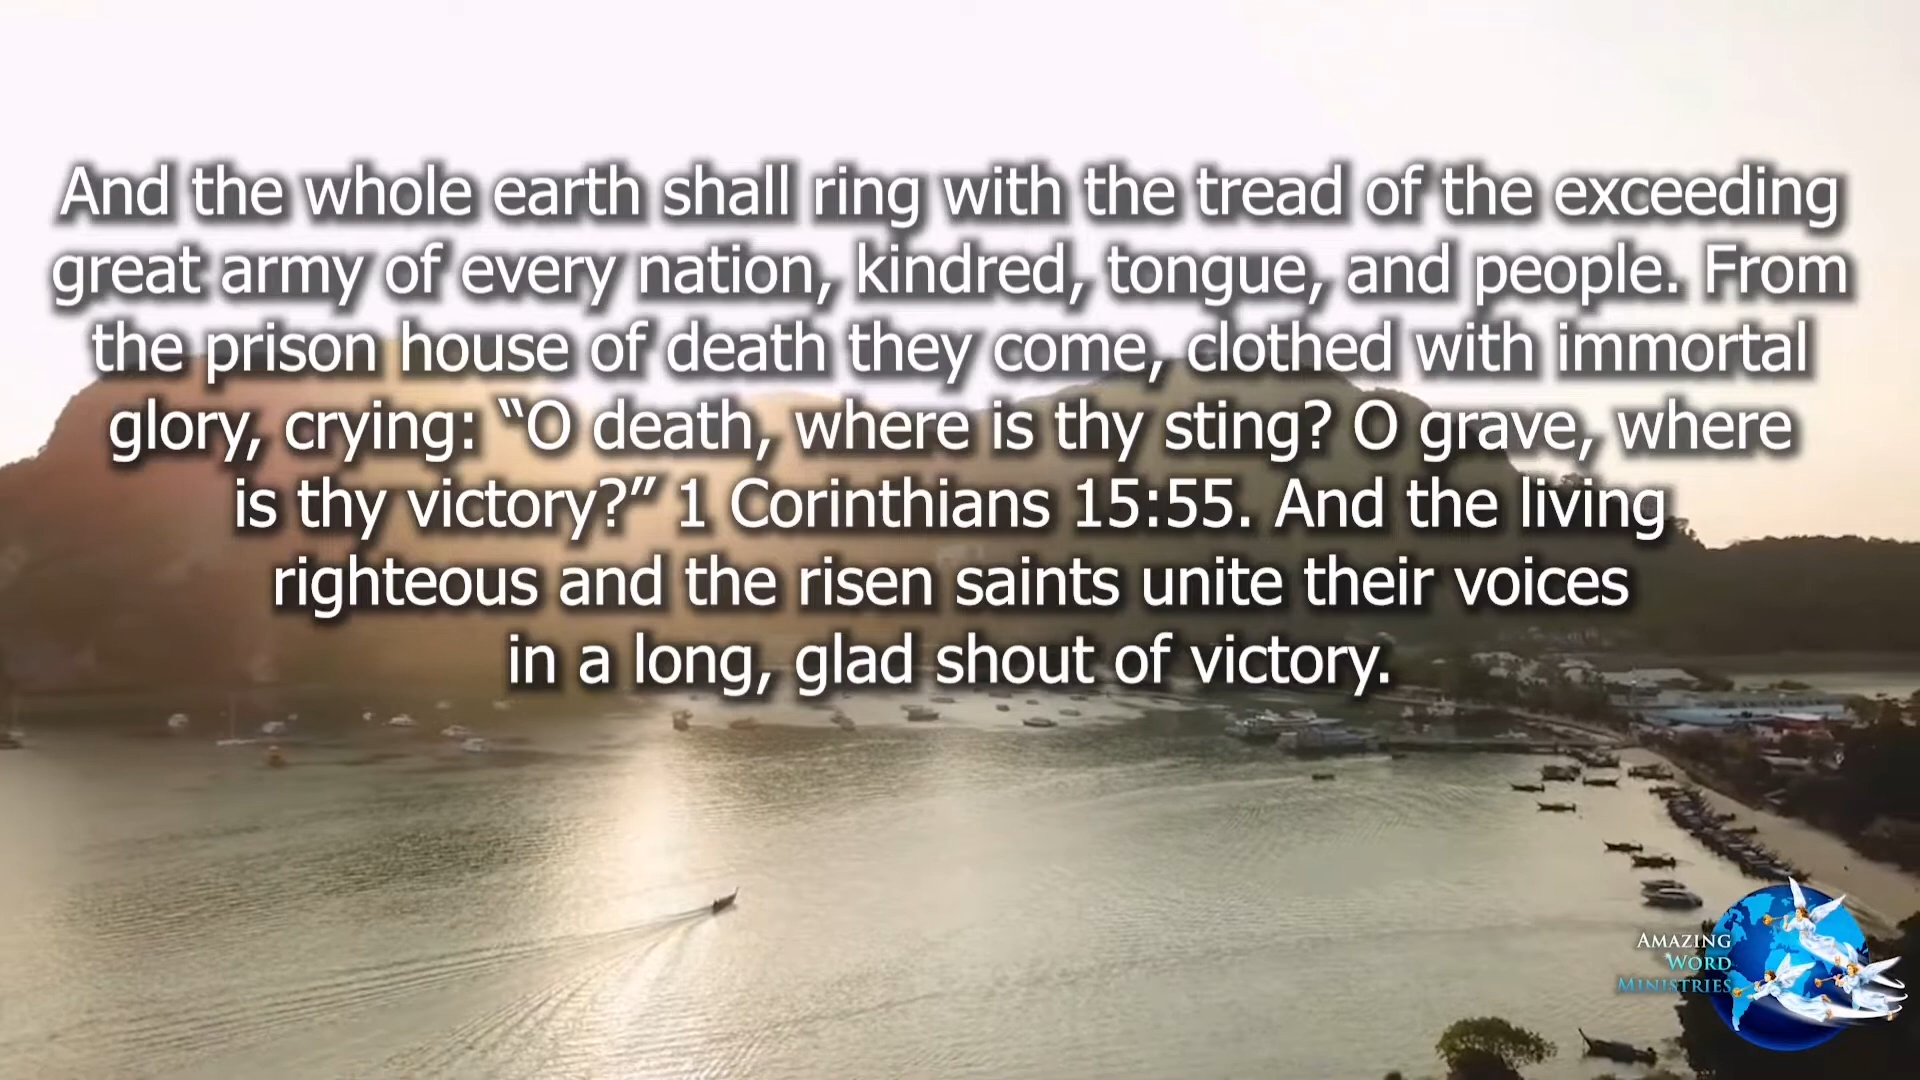 And the whole earth shall ring with the tread of the exceeding
great army of every nation, kindred, tongue, and people. From
the prison house of death they come, clothed with immortal
glory, crying: “O death, where is thy sting? O grave, where
is thy victory?” 1 Corinthians 15:55. And the living
righteous and the risen saints unite their voices
in a long, glad shout of victory.
AMAZING
WORD
MINISTRIES